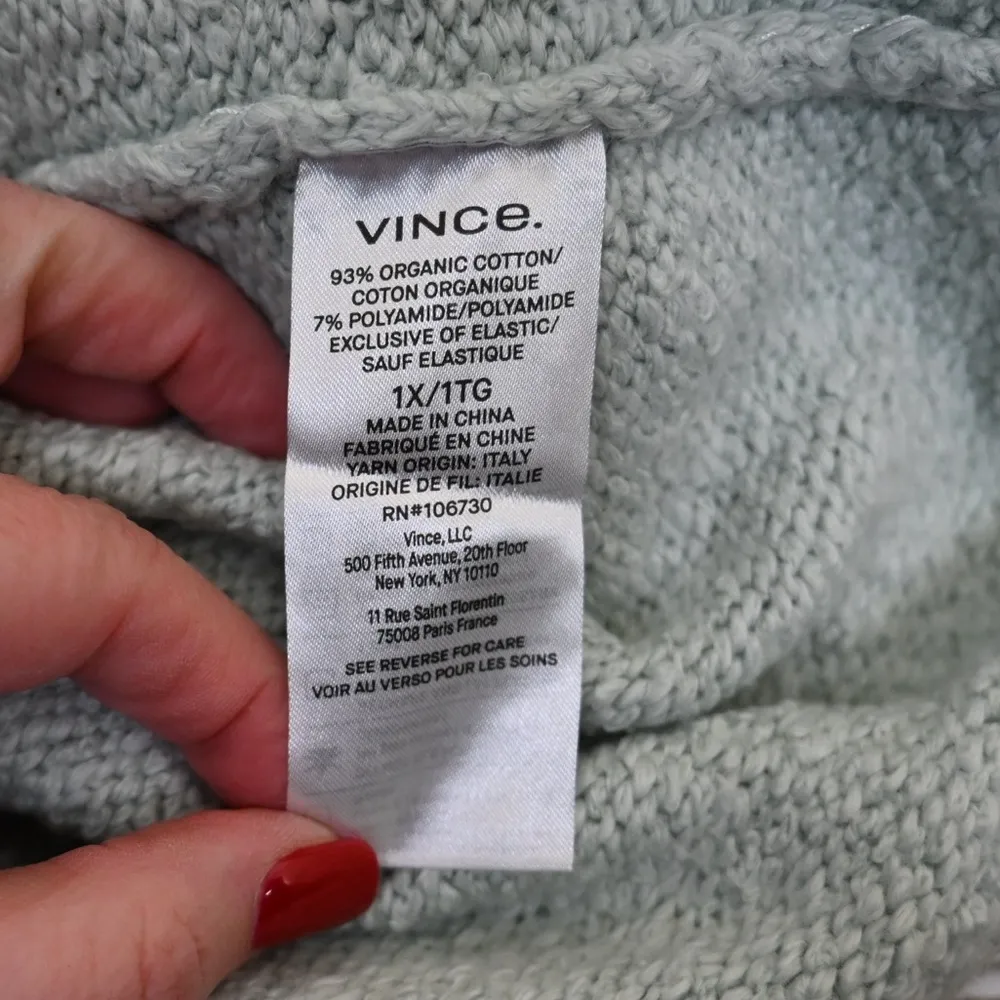 VINCe.
93% ORGANIC COTTON/
COTON ORGANIQUE
7% POLYAMIDE/POLYAMIDE
EXCLUSIVE OF ELASTIC/
SAUF ELASTIQUE
1X/1TG
MADE IN CHINA
FABRIQUÉ EN CHINE
YARN ORIGIN: ITALY
ORIGINE DE FIL: ITALIE
RN#106730
Vince, LLC
500 Fifth Avenue, 20th Floor
New York, NY 10110
11 Rue Saint Florentin
75008 Paris France
SEE REVERSE FOR CARE
VOIR AU VERSO POUR LES SOINS